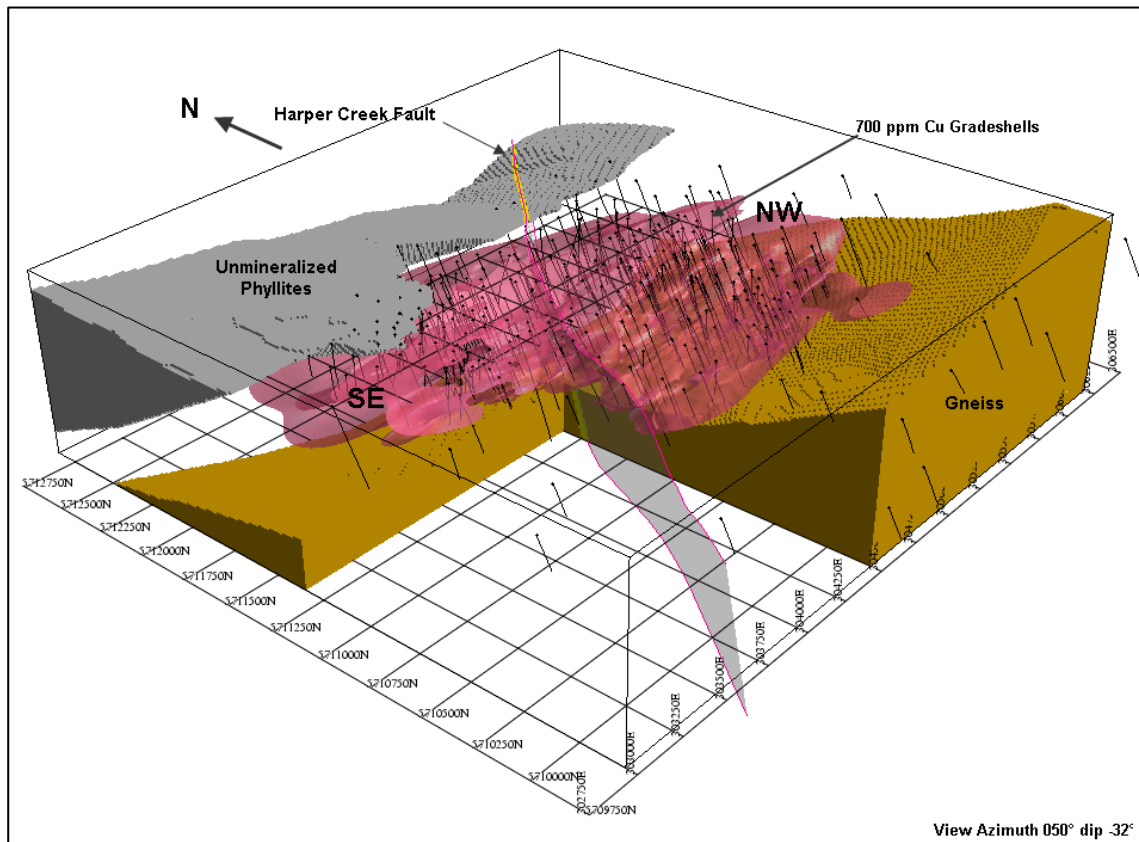 N
Harper Creek Fault
700 ppm Cu Gradeshells
NW
Unmineralized
Phyllites
SE
Gneiss
5712750N
5712500N
5712250N
5712000N
5711750N
5711500N
5711250N
5711000N
5710750N
5710500N
5710250N
5710000N
5709750N
302750E
303000E
303250E
303500E
303750E
304000E
304250E
306500E
View Azimuth 050° dip -32°